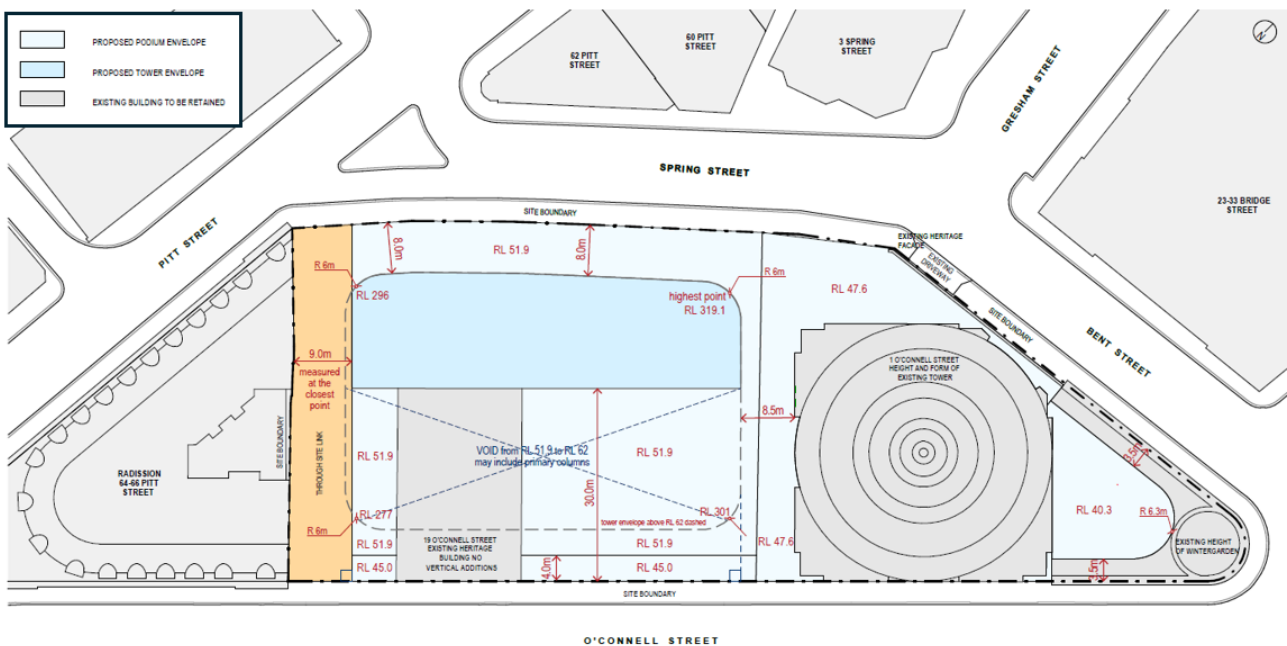 PROPOSED PODIUM ENVELOPE
PROPOSED TOWER ENVELOPE
EXISTING BUILDING TO BE RETAINED
62 PITT
STREET
60 PITT
STREET
3 SPRING
STREET
N
GRESHAM STREET
SPRING STREET
23-33 BRIDGE
STREET
PITT STREET
SITE BOUNDARY
EXISTING HERITAGE
FACADE
EXISTING
DRIVEWAY
8.0m
RL 51.9
8.0m
R 6m
R 6m
RL 296
highest point
RL 319.1
RL 47.6
SITE BOUNDARY
BENT STREET
9.0m
measured
at the
closest
point
1 O'CONNELL STREET
HEIGHT AND FORM OF
EXISTING TOWER
8.5m
SITE BOUNDARY
THROUGH SITE LINK
RL 51.9
VOID from RL 51.9 to RL 62
may include primary columns
RL 51.9
30.0m
3.5m
RADISSION
64-66 PITT
STREET
RL 277
RL 301
tower envelope above RL 62 dashed
RL 40.3
R 6.3m
R 6m
RL 51.9
19 O'CONNELL STREET
EXISTING HERITAGE
BUILDING NO
VERTICAL ADDITIONS
RL 51.9
RL 47.6
EXISTING HEIGHT
OF WINTERGARDEN
RL 45.0
4.0m
RL 45.0
3.5m
SITE BOUNDARY
O'CONNELL STREET